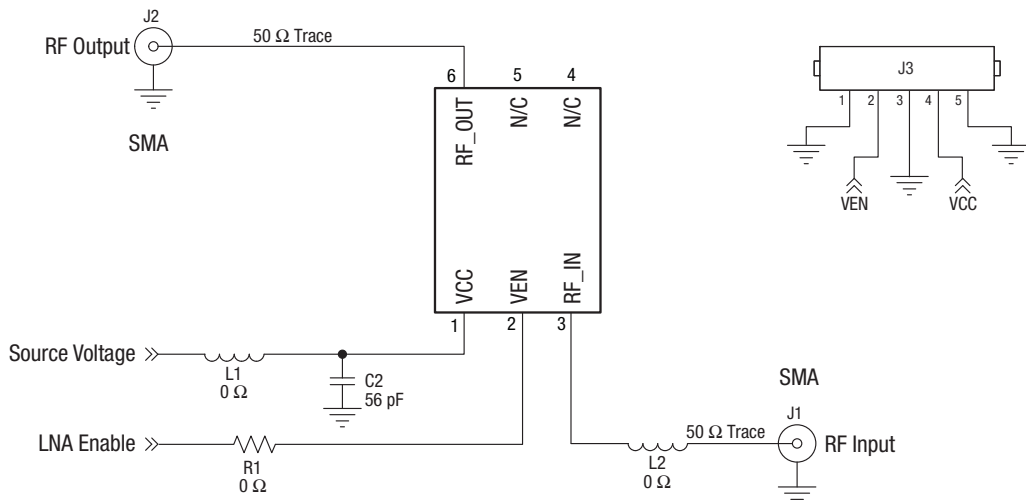 J2
RF Output
50 Ω Trace
SMA
6
5
4
RF_OUT
N/C
N/C
VCC
VEN
RF_IN
1
2
3
J3
1
2
3
4
5
VEN
VCC
Source Voltage
L1
0 Ω
C2
56 pF
LNA Enable
R1
0 Ω
L2
0 Ω
50 Ω Trace
SMA
J1
RF Input